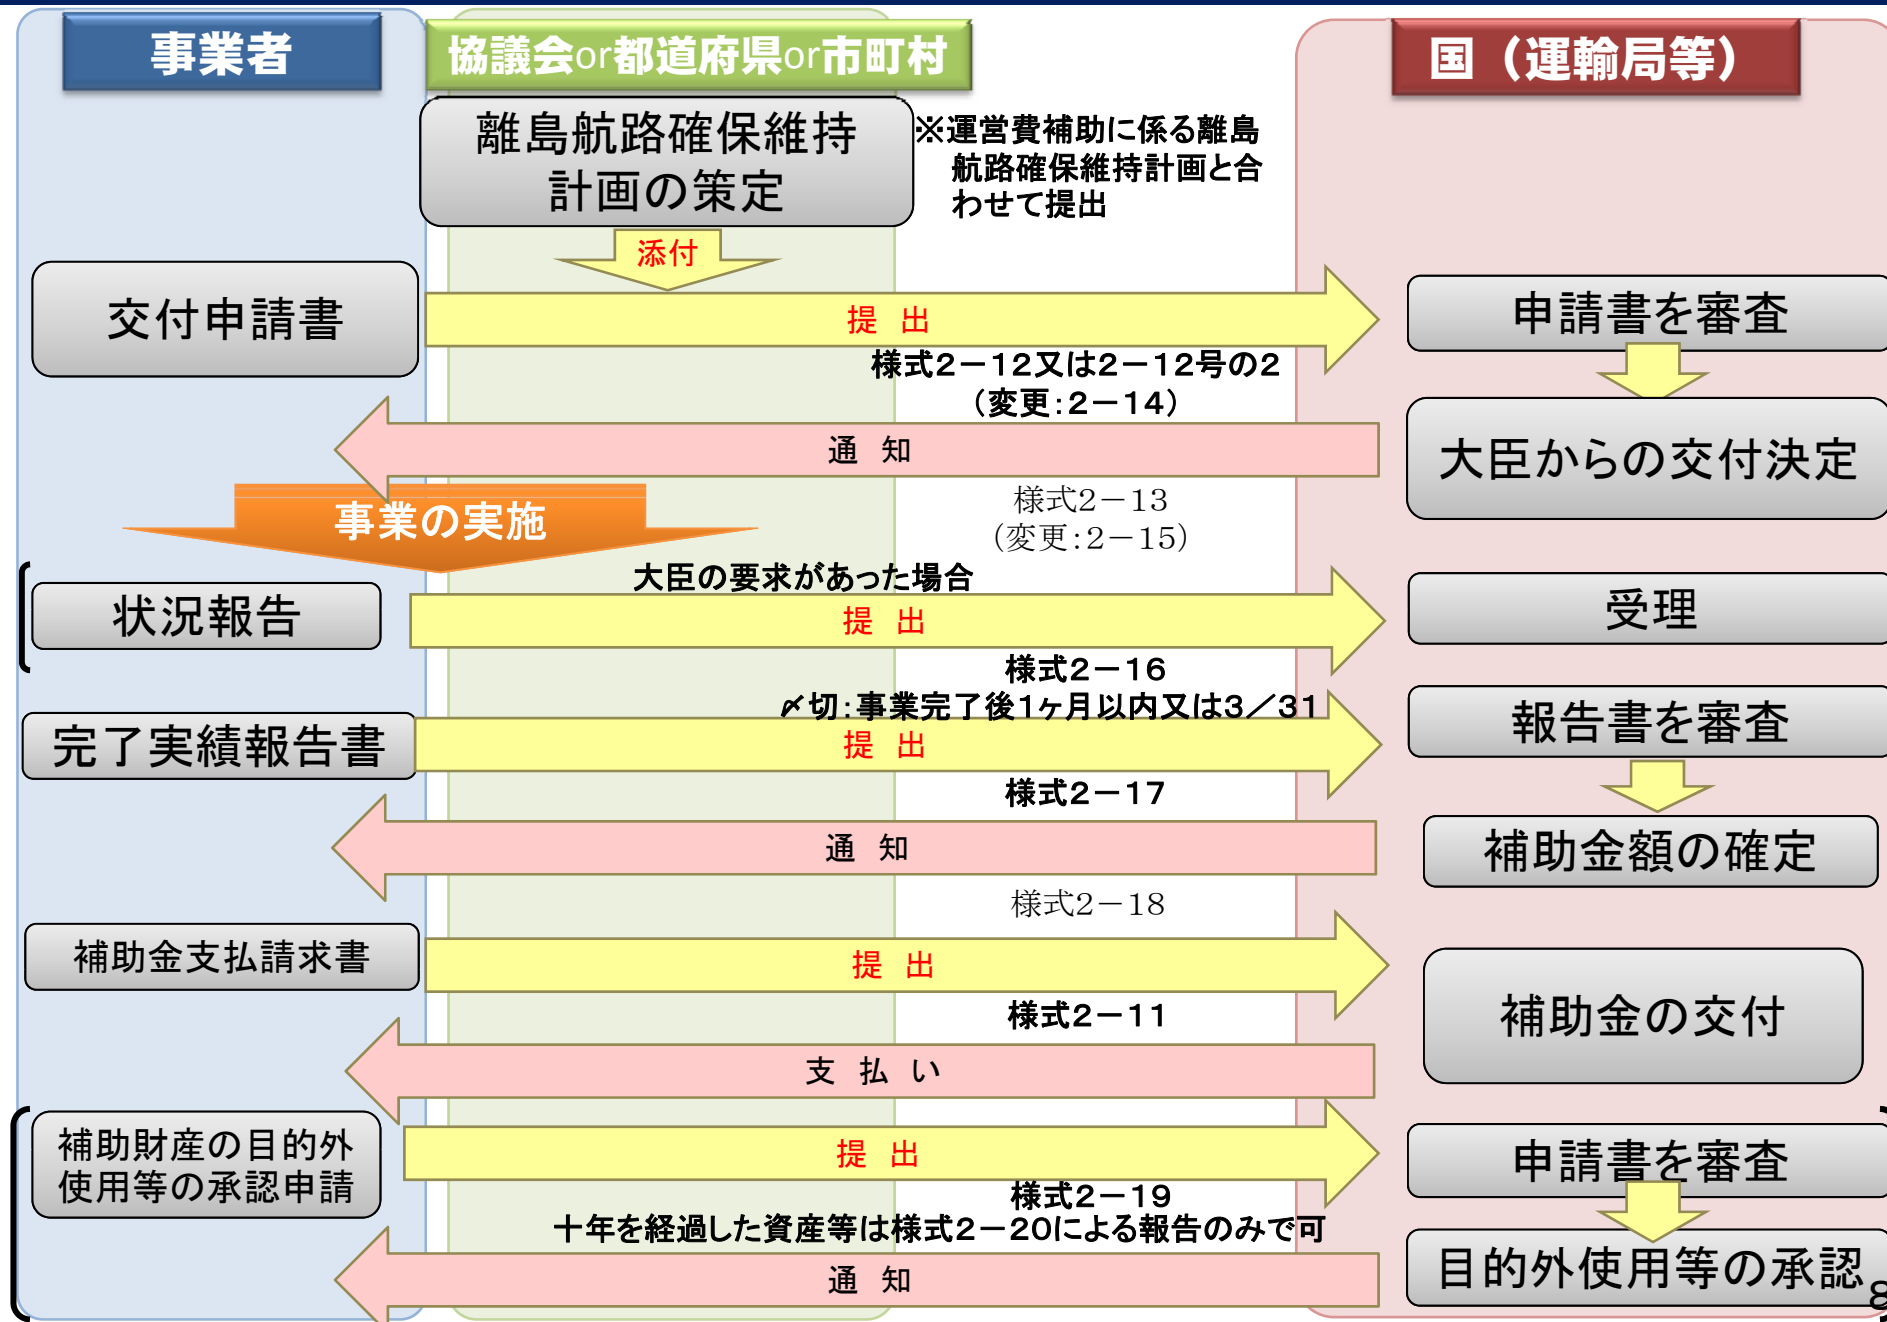 事業者
協議会or都道府県or市町村
国（運輸局等）
離島航路確保維持
計画の策定
※運営費補助に係る離島
航路確保維持計画と合
わせて提出
添付
交付申請書
提　出
申請書を審査
様式2－12又は2－12号の2
（変更：2－14）
通　知
大臣からの交付決定
様式2－13
（変更：2－15）
事業の実施
大臣の要求があった場合
状況報告
提　出
受理
様式2－16
〆切：事業完了後1ヶ月以内又は3／31
完了実績報告書
提　出
報告書を審査
様式2－17
通　知
補助金額の確定
様式2－18
補助金支払請求書
提　出
補助金の交付
様式2－11
支　払　い
補助財産の目的外
使用等の承認申請
提　出
申請書を審査
様式2－19
十年を経過した資産等は様式2－20による報告のみで可
通　知
目的外使用等の承認
8